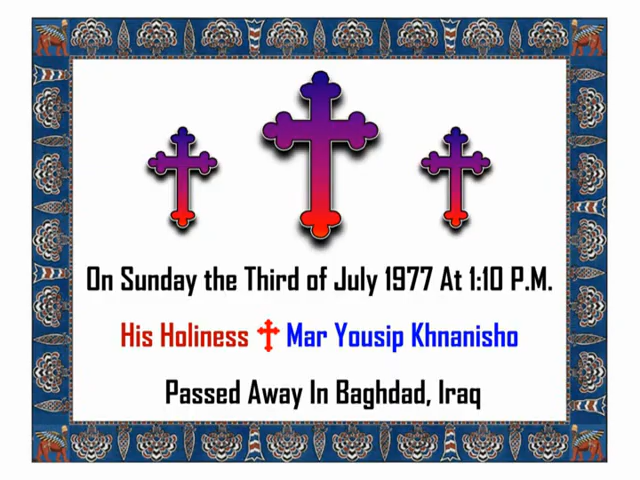 On Sunday the Third of July 1977 At 1:10 P.M.
His Holiness ✝ Mar Yousip Khnanisho
Passed Away In Baghdad, Iraq